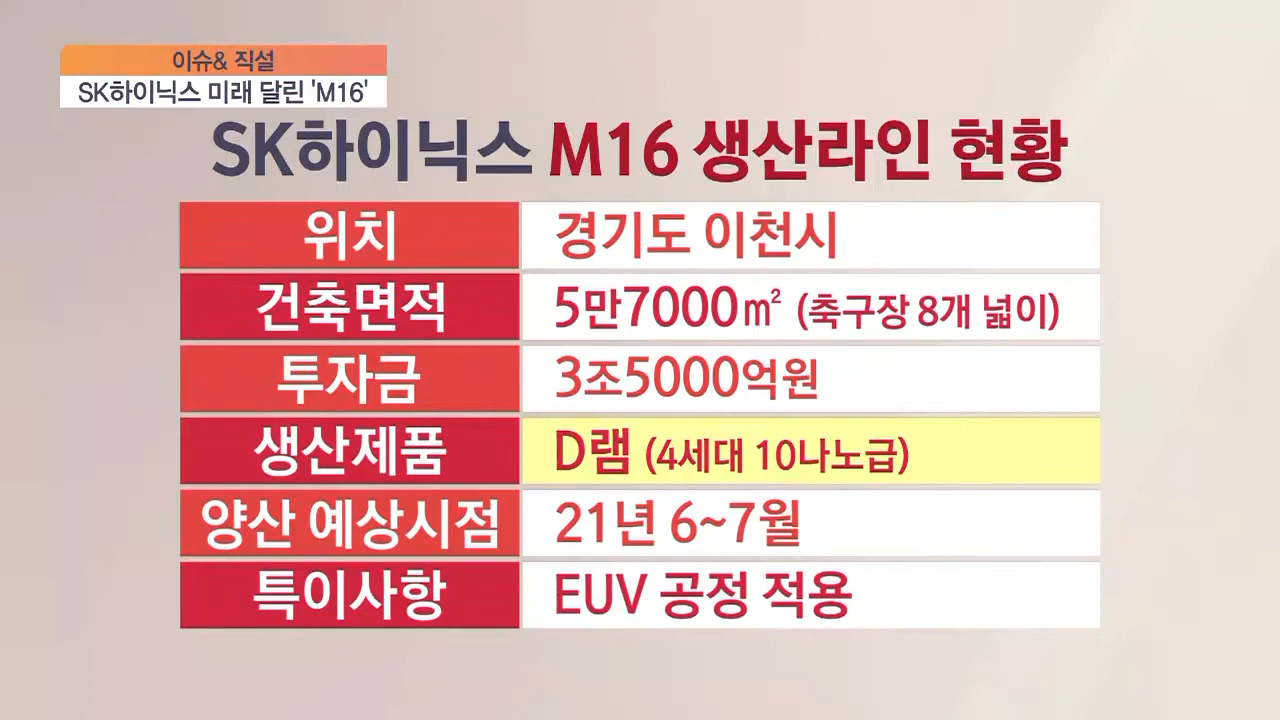 이슈& 직설
SK하이닉스 미래 달린 'M16'
SK하이닉스 M16 생산라인 현황
위치 경기도 이천시
건축면적 5만7000㎡ (축구장 8개 넓이)
투자금 3조5000억원
생산제품 D램 (4세대 10나노급)
양산 예상시점 21년 6~7월
특이사항 EUV 공정 적용